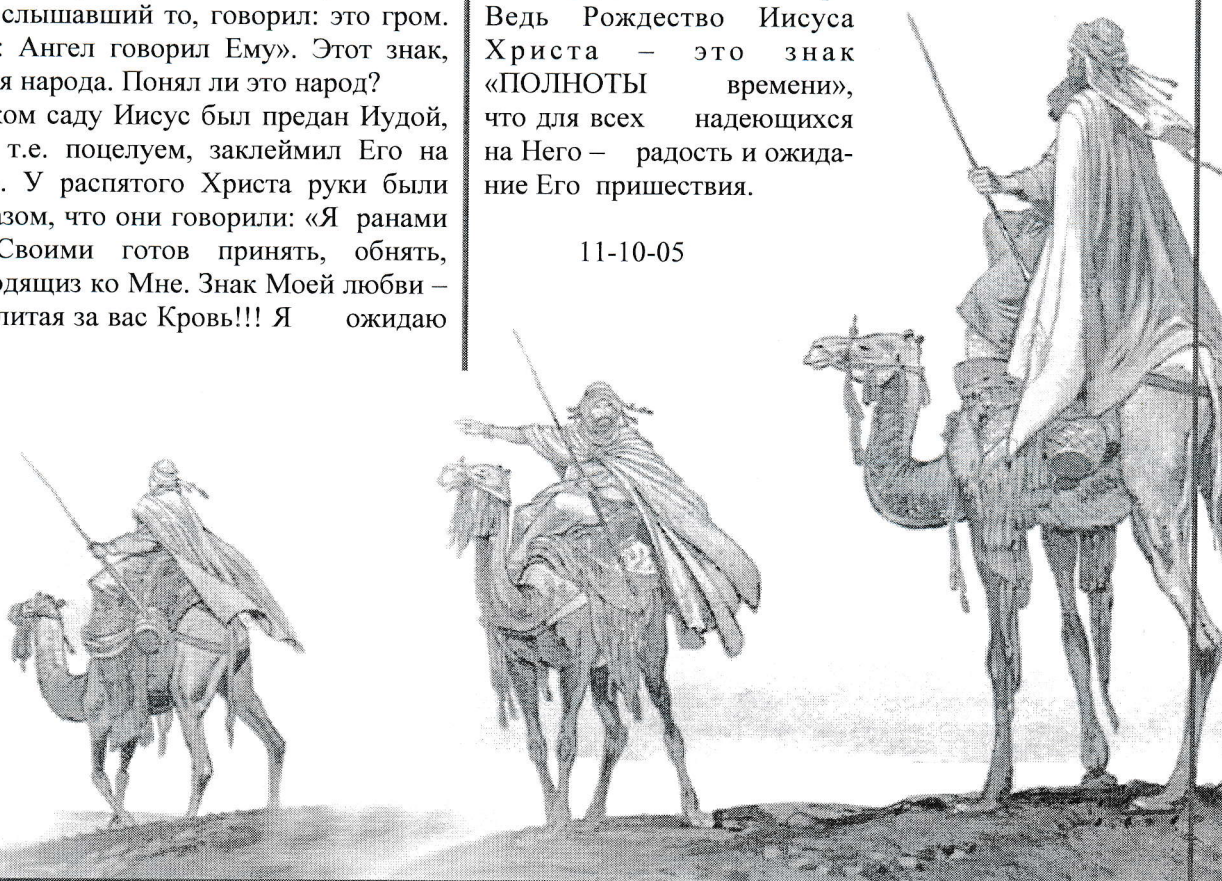 слышавший то, говорил: это гром.
: Ангел говорил Ему». Этот знак,
я народа. Понял ли это народ?
ком саду Иисус был предан Иудой,
т.е. поцелуем, заклеймил Его на
. У распятого Христа руки были
азом, что они говорили: «Я ранами
Своими готов принять, обнять,
одящиз ко Мне. Знак Моей любви –
литая за вас Кровь!!! Я ожидаю
Ведь Рождество Иисуса
Христа – это знак
«ПОЛНОТЫ времени»,
что для всех надеющихся
на Него – радость и ожида-
ние Его пришествия.
11-10-05